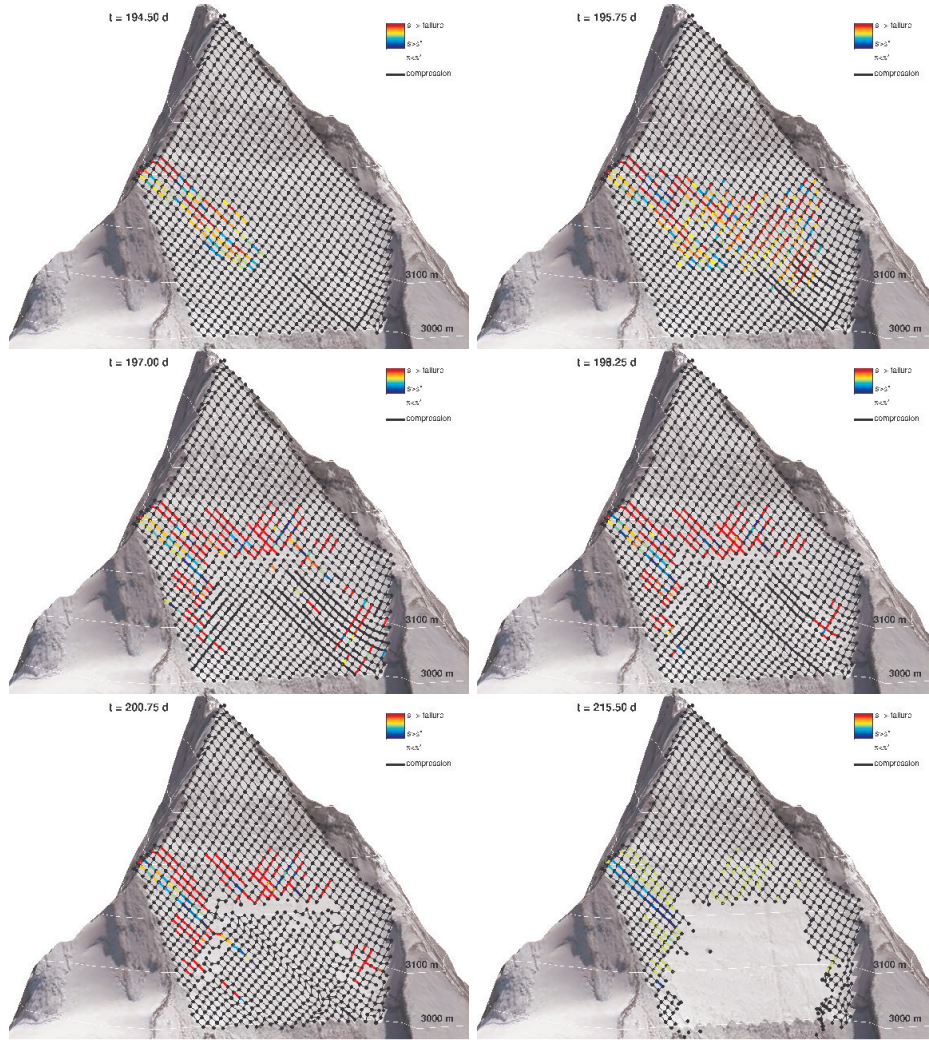 t = 194.50 d
s > failure
s>s*
s<s*
compression
3100 m
3000 m
t = 195.75 d
s > failure
s>s*
s<s*
compression
3100 m
3000 m
t = 197.00 d
s > failure
s>s*
s<s*
compression
3100 m
3000 m
t = 198.25 d
s > failure
s>s*
s<s*
compression
3100 m
3000 m
t = 200.75 d
s > failure
s>s*
s<s*
compression
3100 m
3000 m
t = 215.50 d
s > failure
s>s*
s<s*
compression
3100 m
3000 m